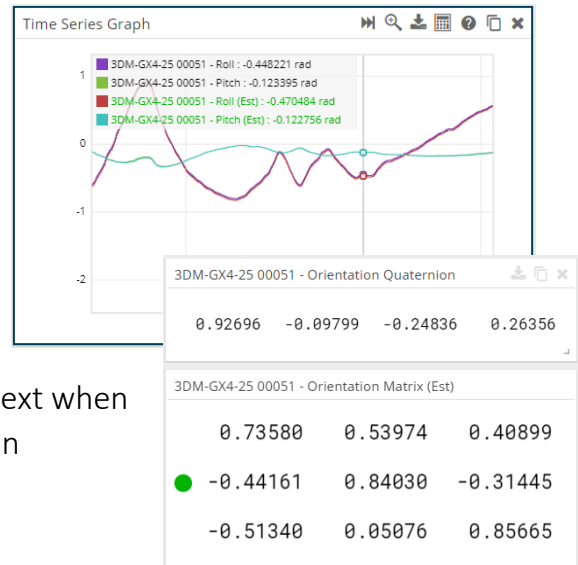 Time Series Graph
3DM-GX4-25 00051 - Roll : -0.448221 rad
3DM-GX4-25 00051 - Pitch : -0.123395 rad
3DM-GX4-25 00051 - Roll (Est) : -0.470484 rad
3DM-GX4-25 00051 - Pitch (Est) : -0.122756 rad
1
0
-1
-2
3DM-GX4-25 00051 - Orientation Quaternion
0.92696 -0.09799 -0.24836 0.26356
ext when
n
3DM-GX4-25 00051 - Orientation Matrix (Est)
0.73580 0.53974 0.40899
-0.44161 0.84030 -0.31445
-0.51340 0.05076 0.85665